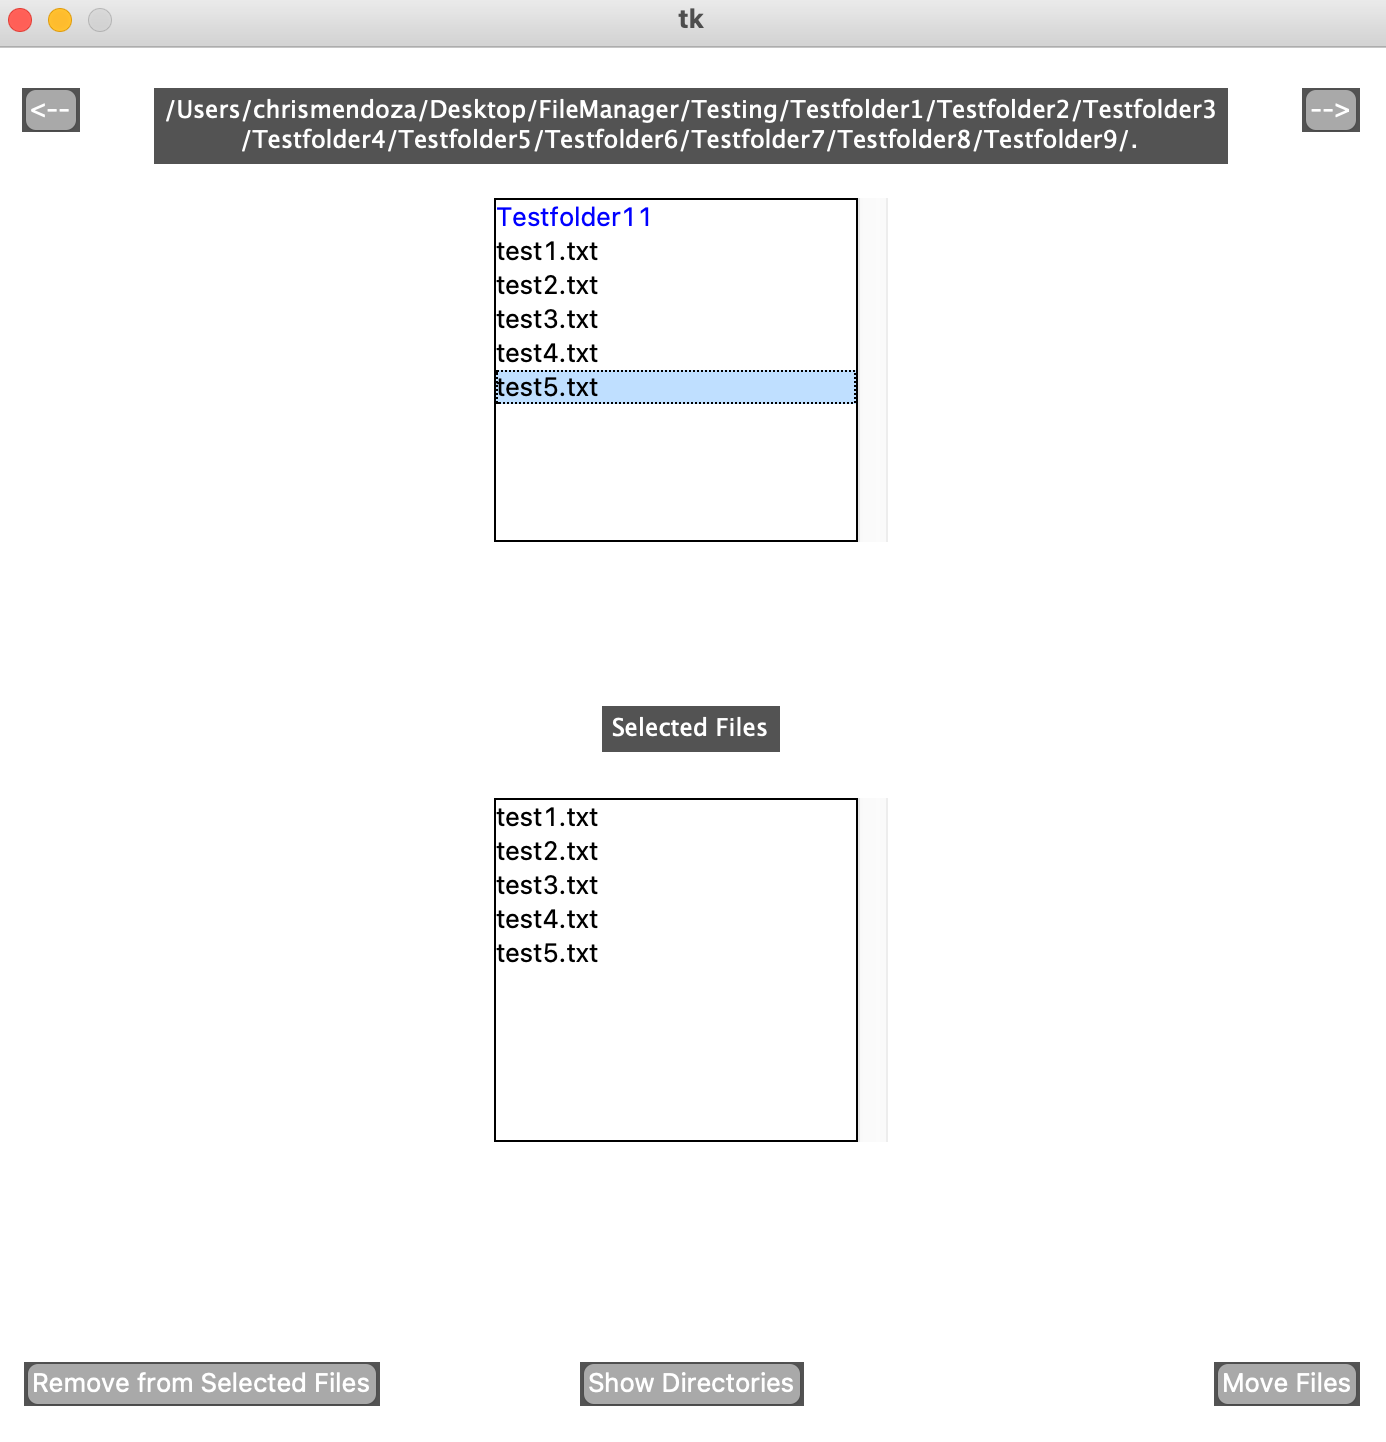 tk
<--
/Users/chrismendoza/Desktop/FileManager/Testing/Testfolder1/Testfolder2/Testfolder3
/Testfolder4/Testfolder5/Testfolder6/Testfolder7/Testfolder8/Testfolder9/.
-->
Testfolder11
test1.txt
test2.txt
test3.txt
test4.txt
test5.txt
Selected Files
test1.txt
test2.txt
test3.txt
test4.txt
test5.txt
Remove from Selected Files
Show Directories
Move Files